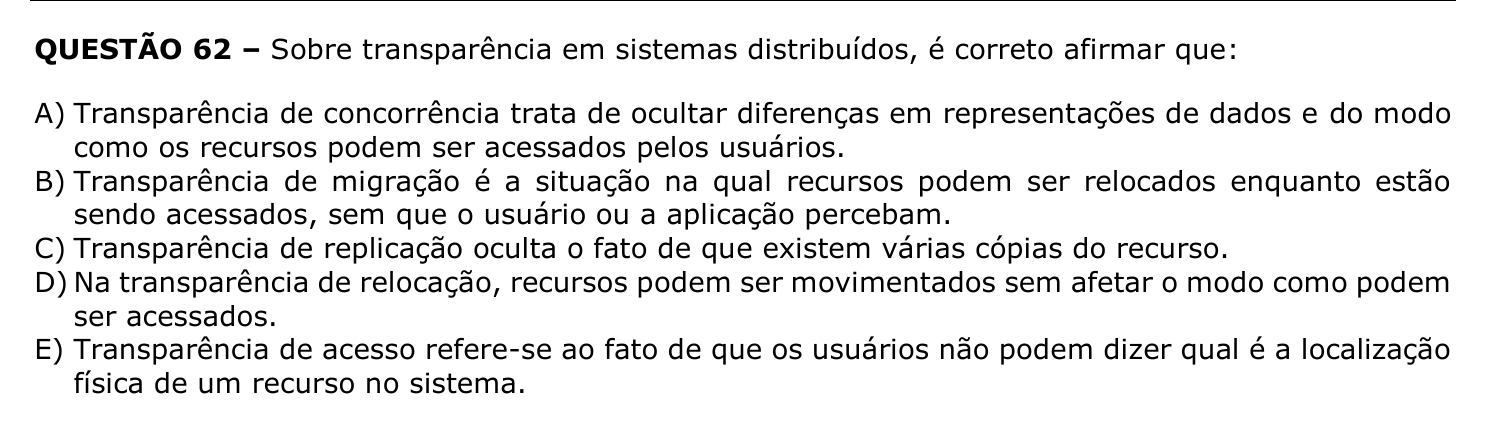 QUESTÃO 62 – Sobre transparência em sistemas distribuídos, é correto afirmar que:
A) Transparência de concorrência trata de ocultar diferenças em representações de dados e do modo
como os recursos podem ser acessados pelos usuários.
B) Transparência de migração é a situação na qual recursos podem ser relocados enquanto estão
sendo acessados, sem que o usuário ou a aplicação percebam.
C) Transparência de replicação oculta o fato de que existem várias cópias do recurso.
D) Na transparência de relocação, recursos podem ser movimentados sem afetar o modo como podem
ser acessados.
E) Transparência de acesso refere-se ao fato de que os usuários não podem dizer qual é a localização
física de um recurso no sistema.